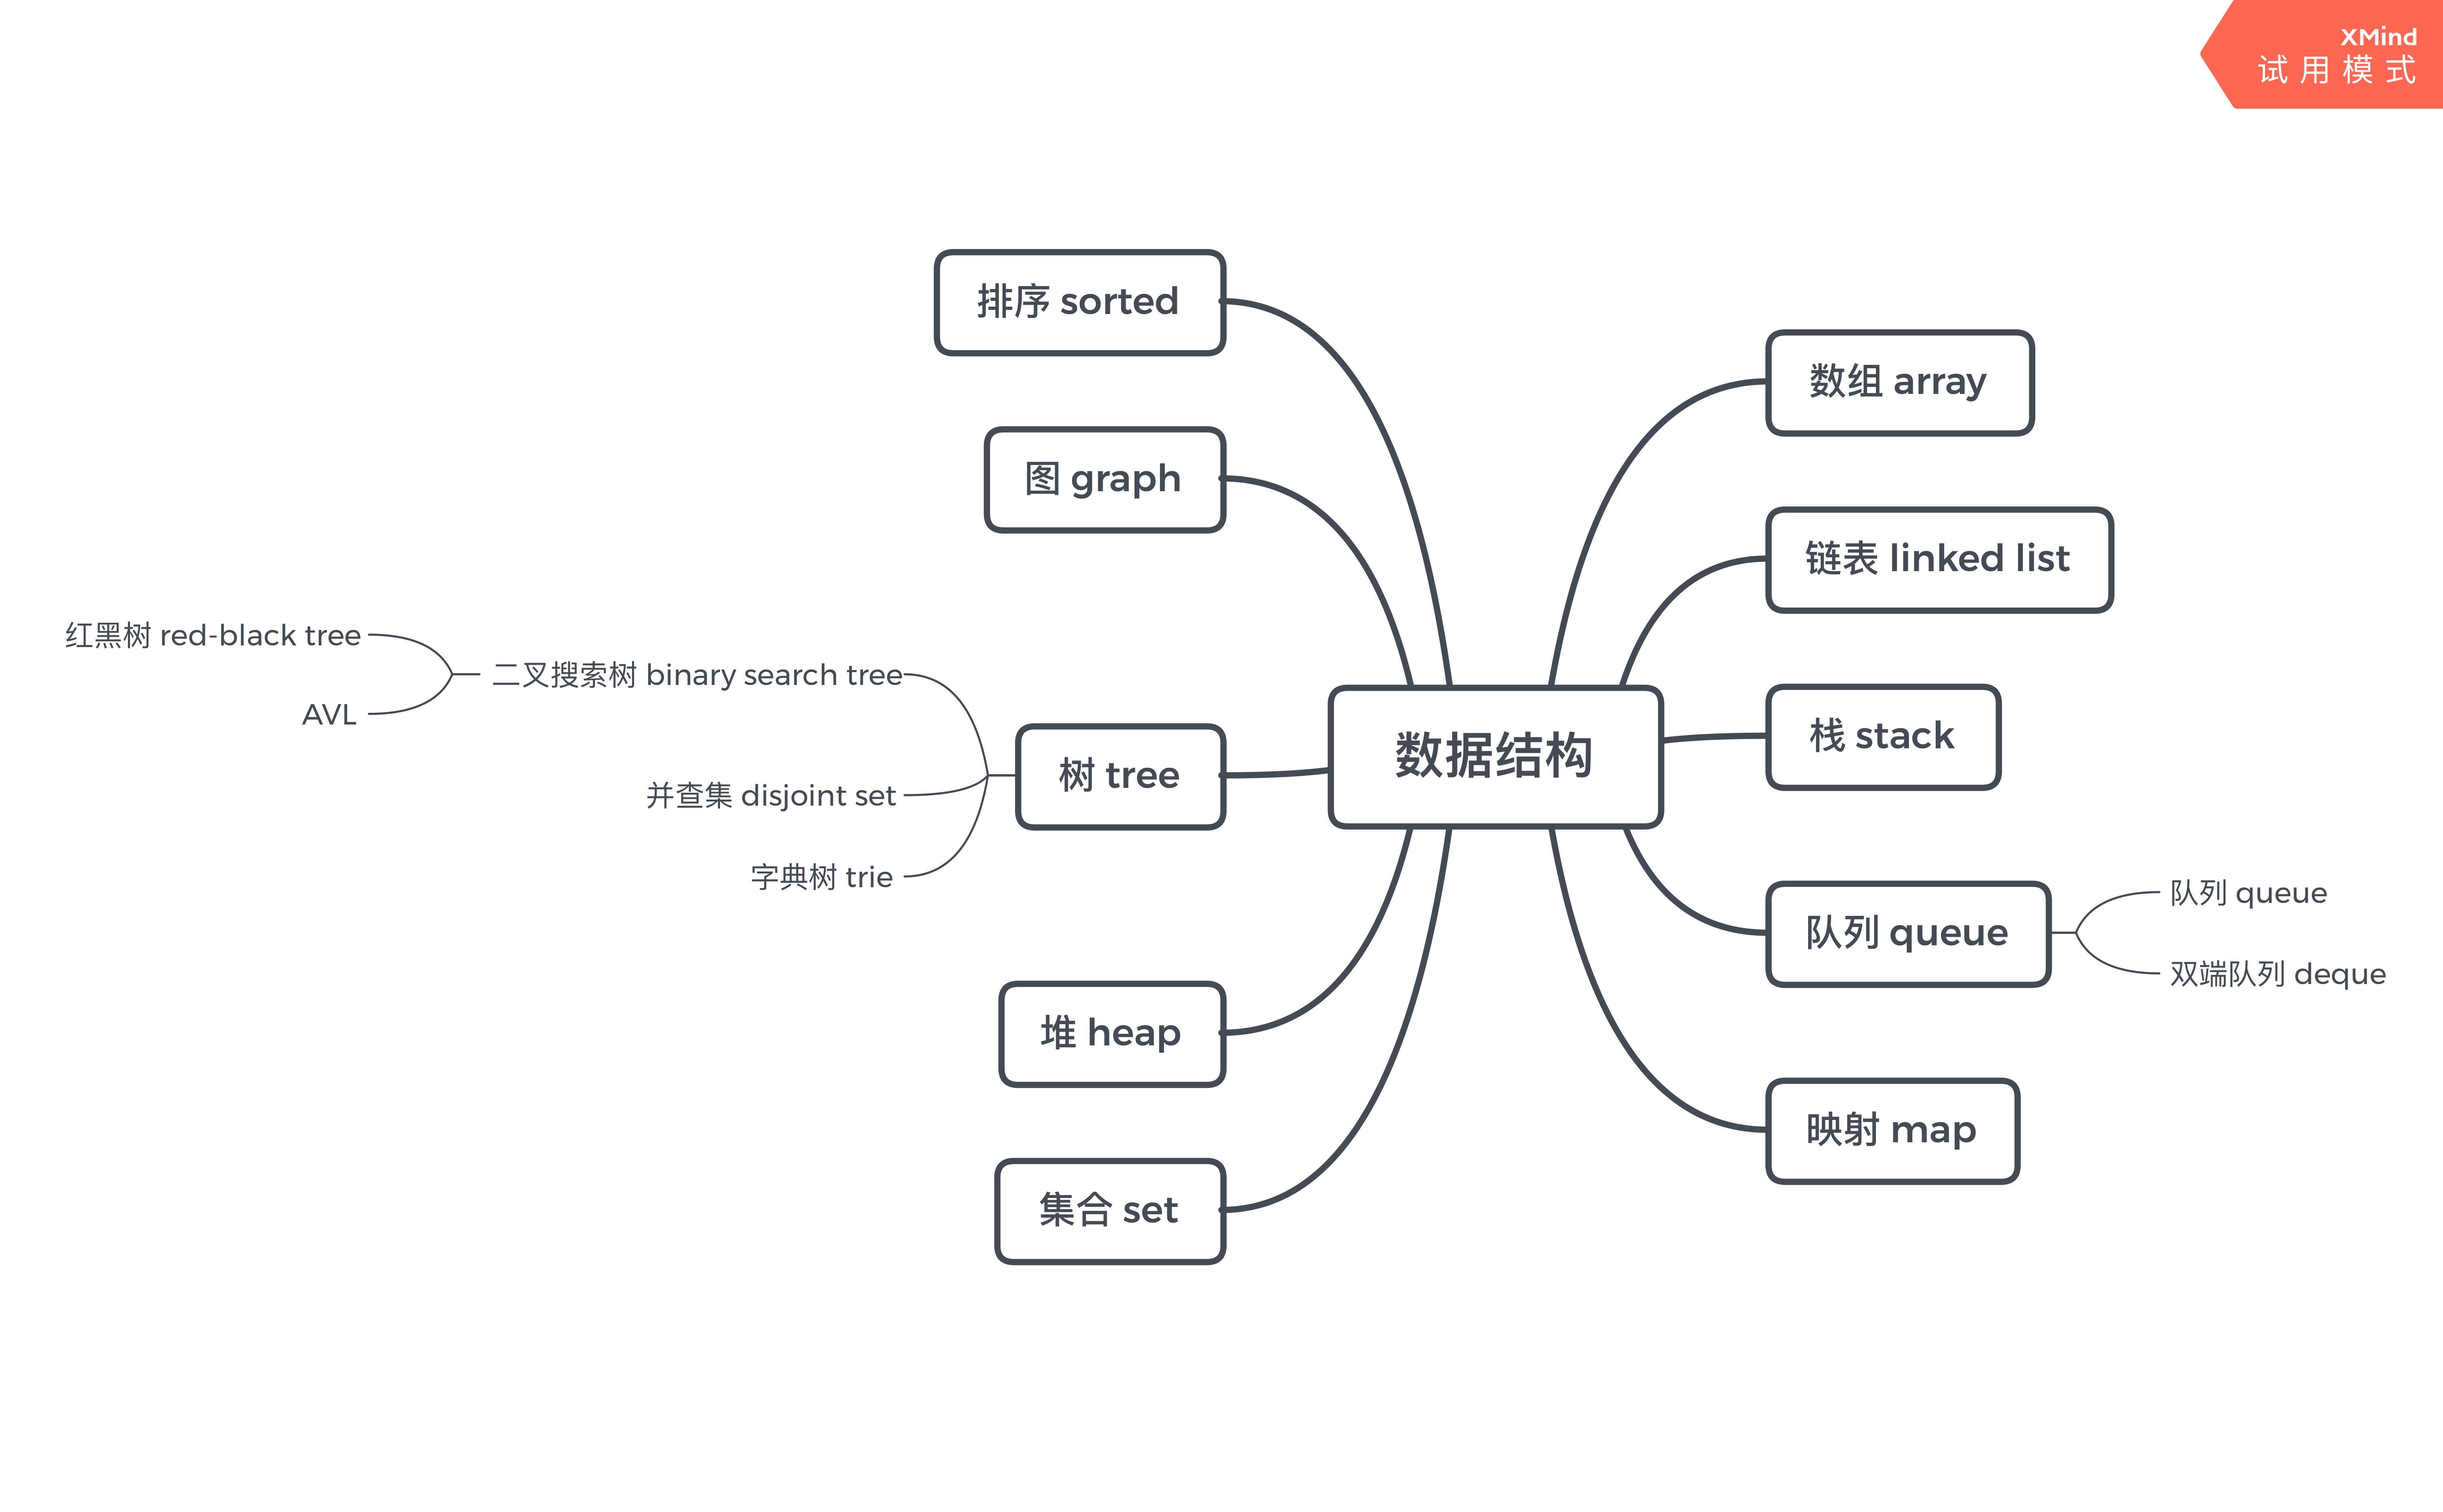 XMind
试用模式
排序 sorted
数组 array
图 graph
链表 linked list
红黑树 red-black tree
二叉搜索树 binary search tree
AVL
栈 stack
数据结构
树 tree
并查集 disjoint set
字典树 trie
队列 queue
队列 queue
双端队列 deque
堆 heap
映射 map
集合 set